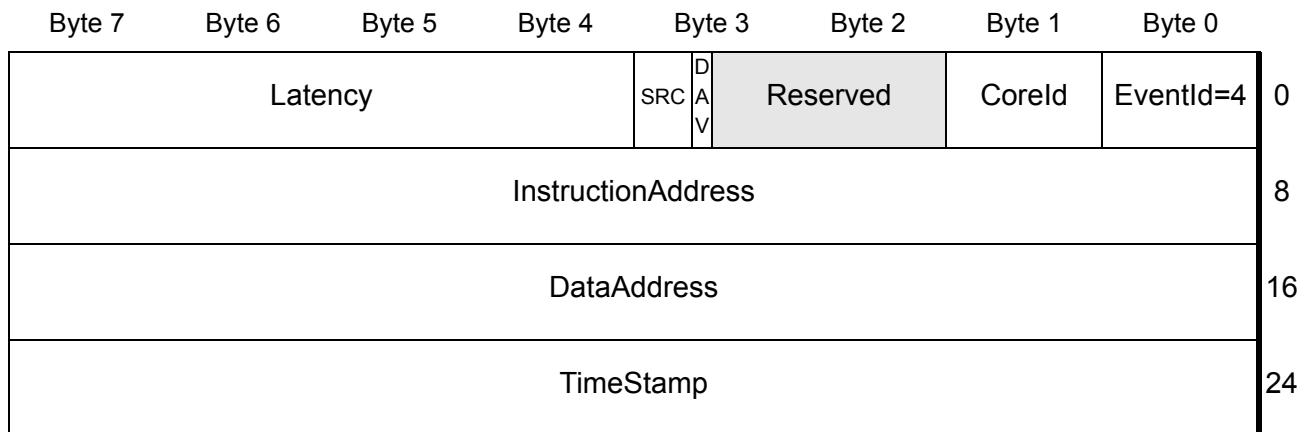 Byte 7 Byte 6 Byte 5 Byte 4 Byte 3 Byte 2 Byte 1 Byte 0
Latency SRC DAV Reserved CoreId EventId=4 0
InstructionAddress 8
DataAddress 16
TimeStamp 24